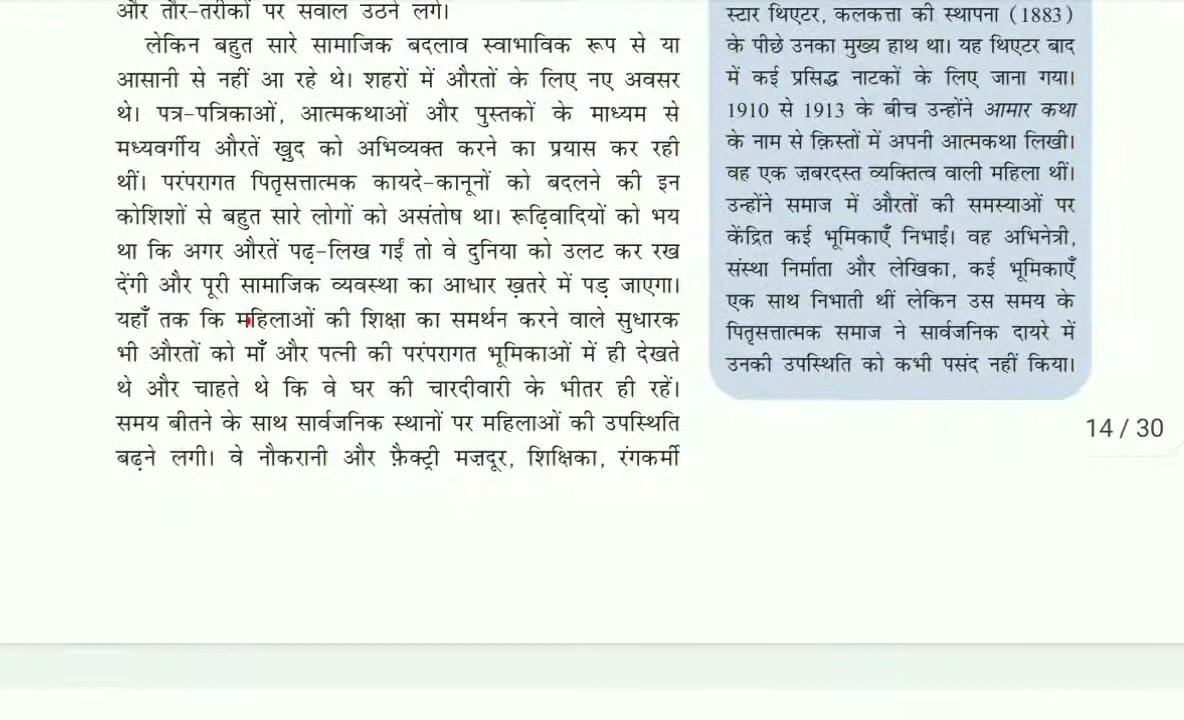 और तौर-तरीकों पर सवाल उठने लगे।
लेकिन बहुत सारे सामाजिक बदलाव स्वाभाविक रूप से या
आसानी से नहीं आ रहे थे। शहरों में औरतों के लिए नए अवसर
थे। पत्र-पत्रिकाओं, आत्मकथाओं और पुस्तकों के माध्यम से
मध्यवर्गीय औरतें खुद को अभिव्यक्त करने का प्रयास कर रही
थीं। परंपरागत पितृसत्तात्मक कायदे-कानूनों को बदलने की इन
कोशिशों से बहुत सारे लोगों को असंतोष था। रूढ़िवादियों को भय
था कि अगर औरतें पढ़-लिख गईं तो वे दुनिया को उलट कर रख
देंगी और पूरी सामाजिक व्यवस्था का आधार ख़तरे में पड़ जाएगा।
यहाँ तक कि महिलाओं की शिक्षा का समर्थन करने वाले सुधारक
भी औरतों को माँ और पत्नी की परंपरागत भूमिकाओं में ही देखते
थे और चाहते थे कि वे घर की चारदीवारी के भीतर ही रहें।
समय बीतने के साथ सार्वजनिक स्थानों पर महिलाओं की उपस्थिति
बढ़ने लगी। वे नौकरानी और फ़ैक्ट्री मज़दूर, शिक्षिका, रंगकर्मी
स्टार थिएटर, कलकत्ता की स्थापना (1883)
के पीछे उनका मुख्य हाथ था। यह थिएटर बाद
में कई प्रसिद्ध नाटकों के लिए जाना गया।
1910 से 1913 के बीच उन्होंने आमार कथा
के नाम से क़िस्तों में अपनी आत्मकथा लिखी।
वह एक ज़बरदस्त व्यक्तित्व वाली महिला थीं।
उन्होंने समाज में औरतों की समस्याओं पर
केंद्रित कई भूमिकाएँ निभाईं। वह अभिनेत्री,
संस्था निर्माता और लेखिका, कई भूमिकाएँ
एक साथ निभाती थीं लेकिन उस समय के
पितृसत्तात्मक समाज ने सार्वजनिक दायरे में
उनकी उपस्थिति को कभी पसंद नहीं किया।
14 / 30